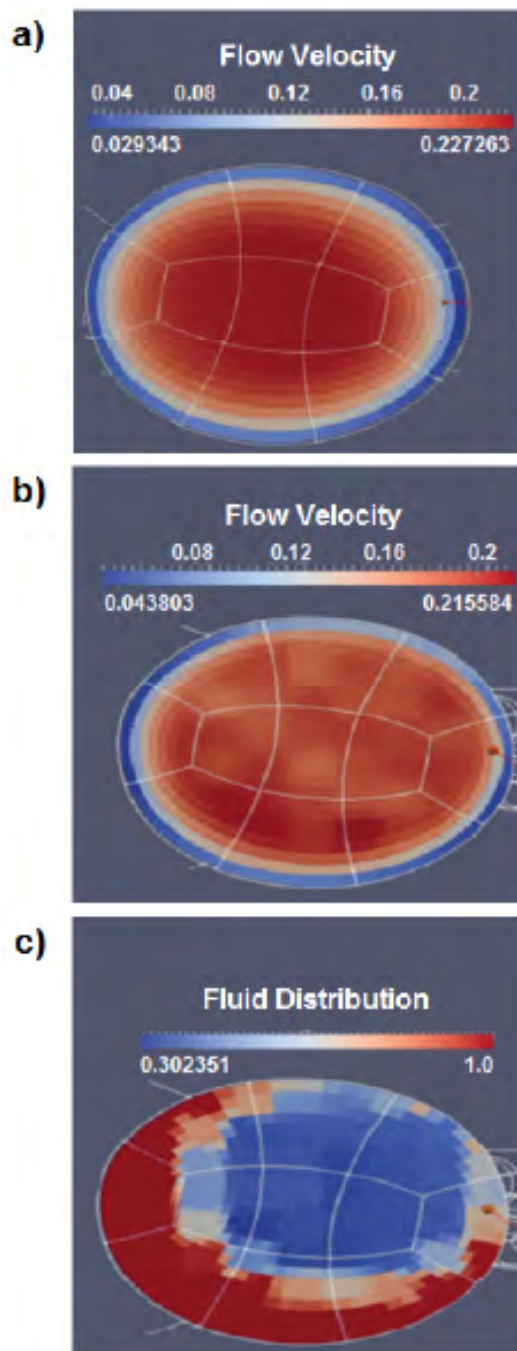 a)
Flow Velocity
0.04 0.08 0.12 0.16 0.2
0.029343 0.227263
b)
Flow Velocity
0.08 0.12 0.16 0.2
0.043803 0.215584
c)
Fluid Distribution
0.302351 1.0